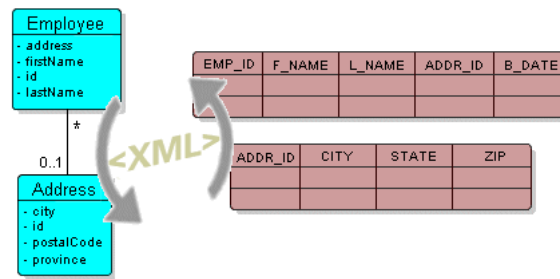 Employee
- address
- firstName
- id
- lastName
*
0..1
Address
- city
- id
- postalCode
- province
<XML>
EMP_ID F_NAME L_NAME ADDR_ID B_DATE
ADDR_ID CITY STATE ZIP